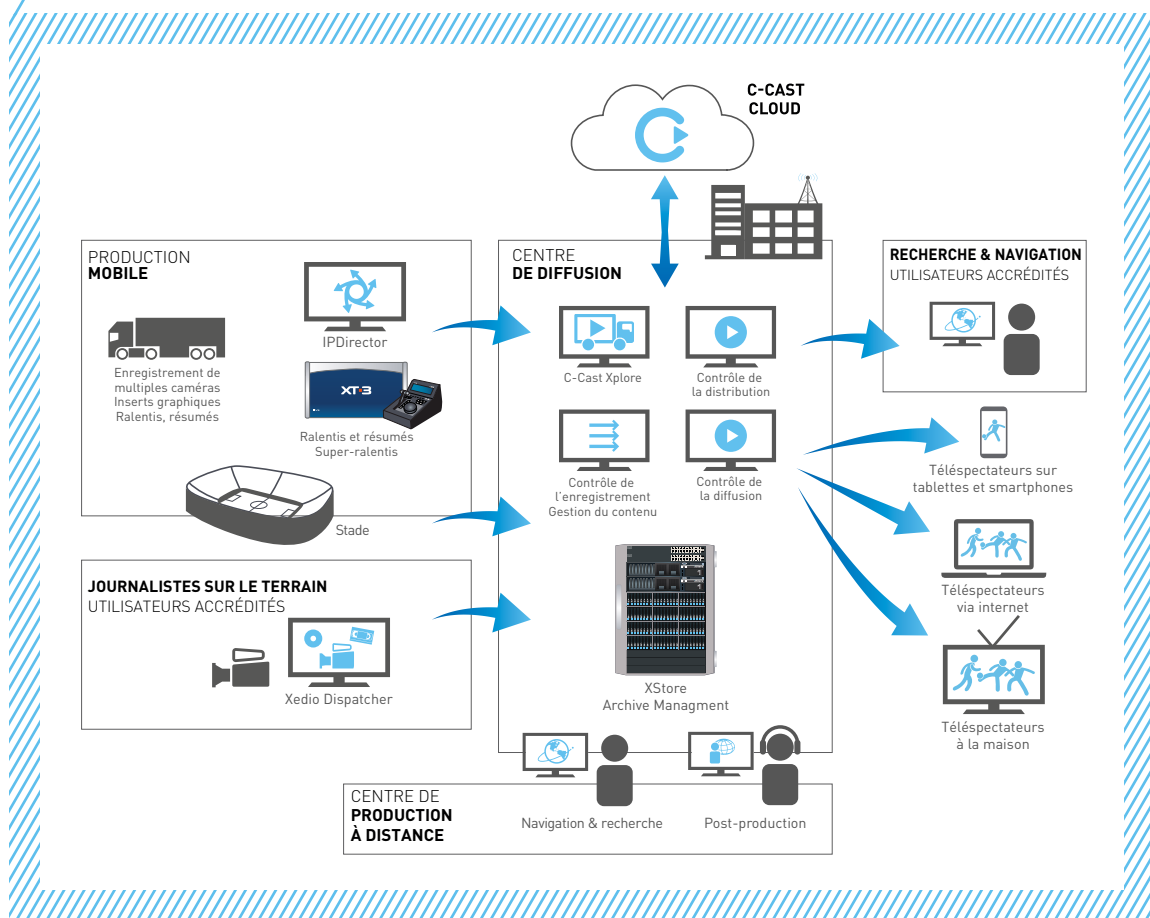 C-CAST
CLOUD
PRODUCTION
MOBILE
IPDirector
Enregistrement de
multiples caméras
Inserts graphiques
Ralentis, résumés
XT3
Ralentis et résumés
Super-ralentis
Stade
JOURNALISTES SUR LE TERRAIN
UTILISATEURS ACCRÉDITÉS
Xedio Dispatcher
CENTRE
DE DIFFUSION
C-Cast Xplore
Contrôle de
la distribution
Contrôle de
l'enregistrement
Gestion du contenu
Contrôle de
la diffusion
XStore
Archive Managment
RECHERCHE & NAVIGATION
UTILISATEURS ACCRÉDITÉS
Téléspectateurs sur
tablettes et smartphones
Téléspectateurs
via internet
Téléspectateurs
à la maison
CENTRE DE
PRODUCTION
À DISTANCE
Navigation & recherche
Post-production